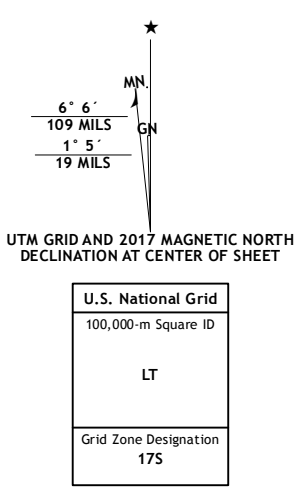 ★
MN.
6° 6´
109 MILS
GN
1° 5´
19 MILS
UTM GRID AND 2017 MAGNETIC NORTH
DECLINATION AT CENTER OF SHEET
U.S. National Grid
100,000-m Square ID
LT
Grid Zone Designation
17S